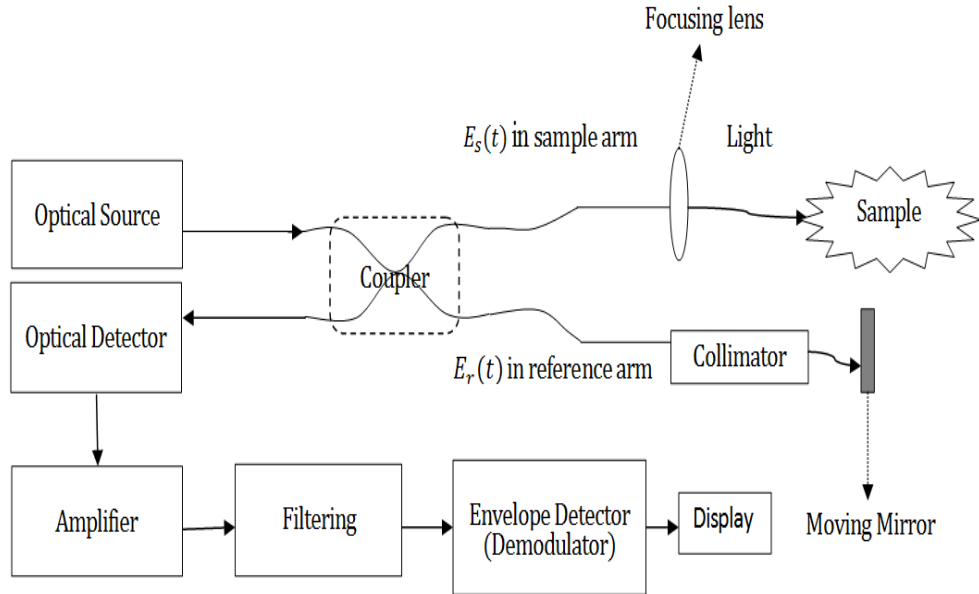 Focusing lens
E_s(t) in sample arm
Light
Optical Source
Sample
Coupler
Optical Detector
E_r(t) in reference arm
Collimator
Amplifier
Filtering
Envelope Detector
(Demodulator)
Display
Moving Mirror